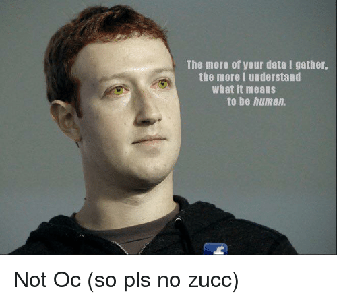 The more of your data I gather,
the more I understand
what it means
to be human.
f
Not Oc (so pls no zucc)